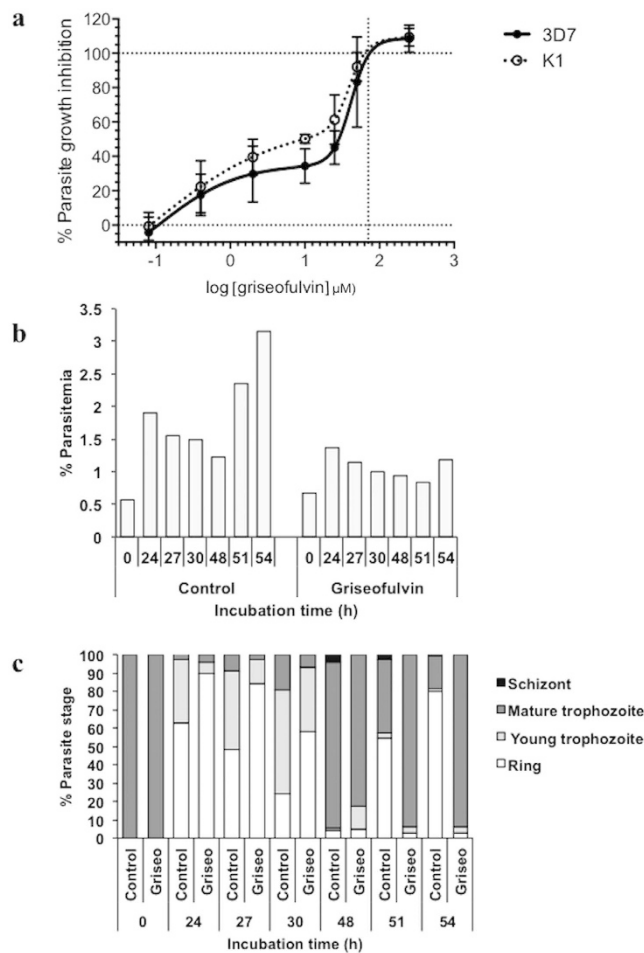 a
120
100
80
60
40
20
0
% Parasite growth inhibition
-1 0 1 2 3
log [griseofulvin] µM)
3D7
K1
b
3.5
3
2.5
2
1.5
1
0.5
0
% Parasitemia
0 24 27 30 48 51 54 0 24 27 30 48 51 54
Control Griseofulvin
Incubation time (h)
c
100
90
80
70
60
50
40
30
20
10
0
% Parasite stage
Schizont
Mature trophozoite
Young trophozoite
Ring
Control Griseo Control Griseo Control Griseo Control Griseo Control Griseo Control Griseo Control Griseo
0 24 27 30 48 51 54
Incubation time (h)